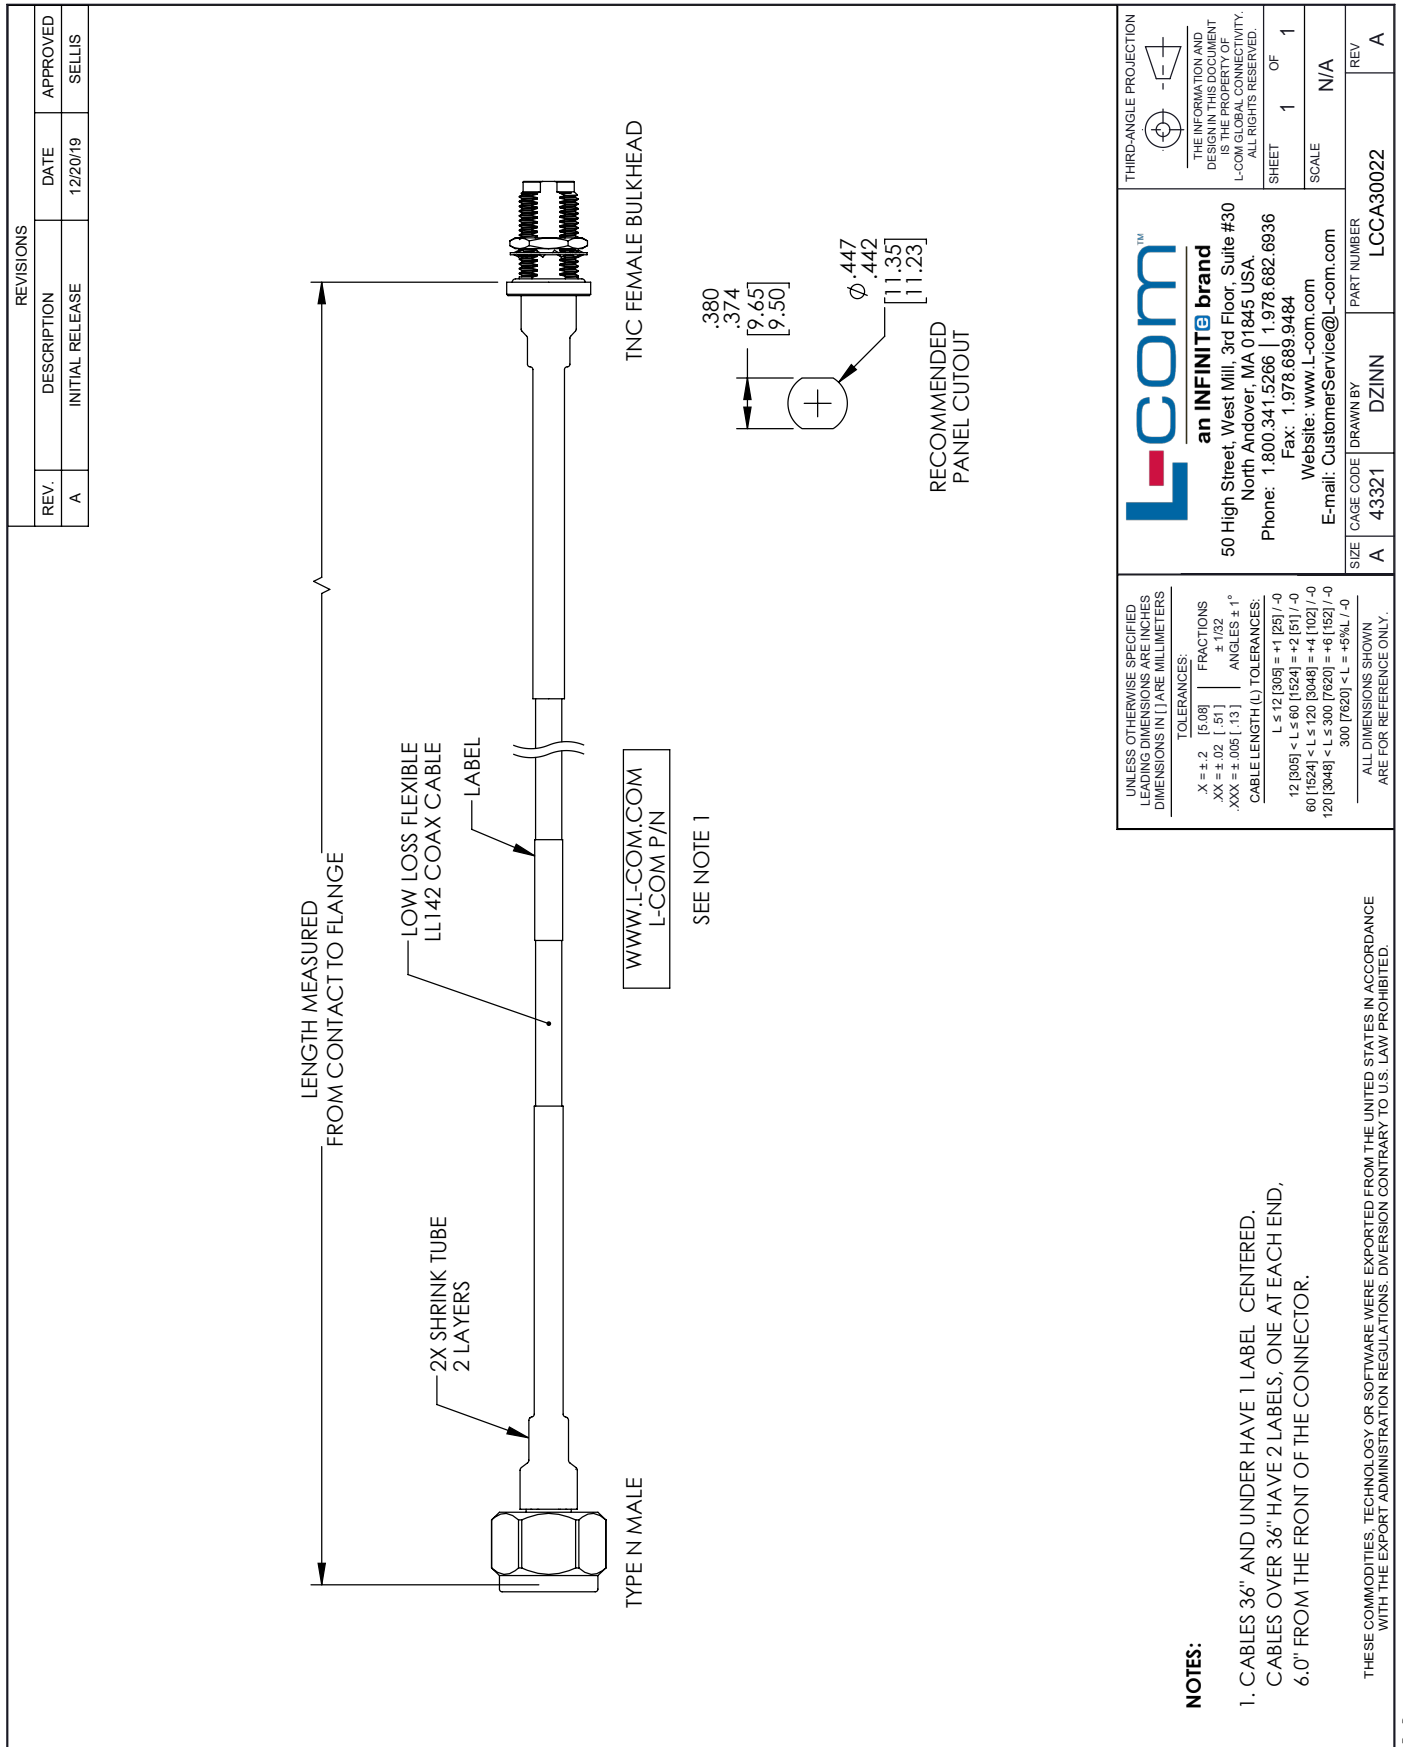 REVISIONS
REV. DESCRIPTION DATE APPROVED
A INITIAL RELEASE 12/20/19 SELLIS
LENGTH MEASURED
FROM CONTACT TO FLANGE
2X SHRINK TUBE
2 LAYERS
LOW LOSS FLEXIBLE
LL142 COAX CABLE
LABEL
TYPE N MALE
WWW.L-COM.COM
L-COM P/N
SEE NOTE 1
TNC FEMALE BULKHEAD
.380
.374
[9.65]
[9.50]
Ø .447
.442
[11.35]
[11.23]
RECOMMENDED
PANEL CUTOUT
NOTES:
1. CABLES 36" AND UNDER HAVE 1 LABEL CENTERED.
CABLES OVER 36" HAVE 2 LABELS, ONE AT EACH END,
6.0" FROM THE FRONT OF THE CONNECTOR.
THESE COMMODITIES, TECHNOLOGY OR SOFTWARE WERE EXPORTED FROM THE UNITED STATES IN ACCORDANCE
WITH THE EXPORT ADMINISTRATION REGULATIONS. DIVERSION CONTRARY TO U.S. LAW PROHIBITED.
UNLESS OTHERWISE SPECIFIED
LEADING DIMENSIONS ARE INCHES
DIMENSIONS IN [ ] ARE MILLIMETERS
TOLERANCES:
.X = ±.2 [5.08] FRACTIONS
.XX = ±.02 [.51] ± 1/32
.XXX = ±.005 [.13] ANGLES ± 1°
CABLE LENGTH (L) TOLERANCES:
L ≤ 12 [305] = +1 [25] / -0
12 [305] < L ≤ 60 [1524] = +2 [51] / -0
60 [1524] < L ≤ 120 [3048] = +4 [102] / -0
120 [3048] < L ≤ 300 [7620] = +6 [152] / -0
300 [7620] < L = +5%L / -0
ALL DIMENSIONS SHOWN
ARE FOR REFERENCE ONLY.
L-com™
an INFINITe brand
50 High Street, West Mill, 3rd Floor, Suite #30
North Andover, MA 01845 USA.
Phone: 1.800.341.5266 | 1.978.682.6936
Fax: 1.978.689.9484
Website: www.L-com.com
E-mail: CustomerService@L-com.com
THIRD-ANGLE PROJECTION
THE INFORMATION AND
DESIGN IN THIS DOCUMENT
IS THE PROPERTY OF
L-COM GLOBAL CONNECTIVITY.
ALL RIGHTS RESERVED.
SHEET 1 OF 1
SCALE N/A
SIZE CAGE CODE DRAWN BY PART NUMBER REV
A 43321 DZINN LCCA30022 A